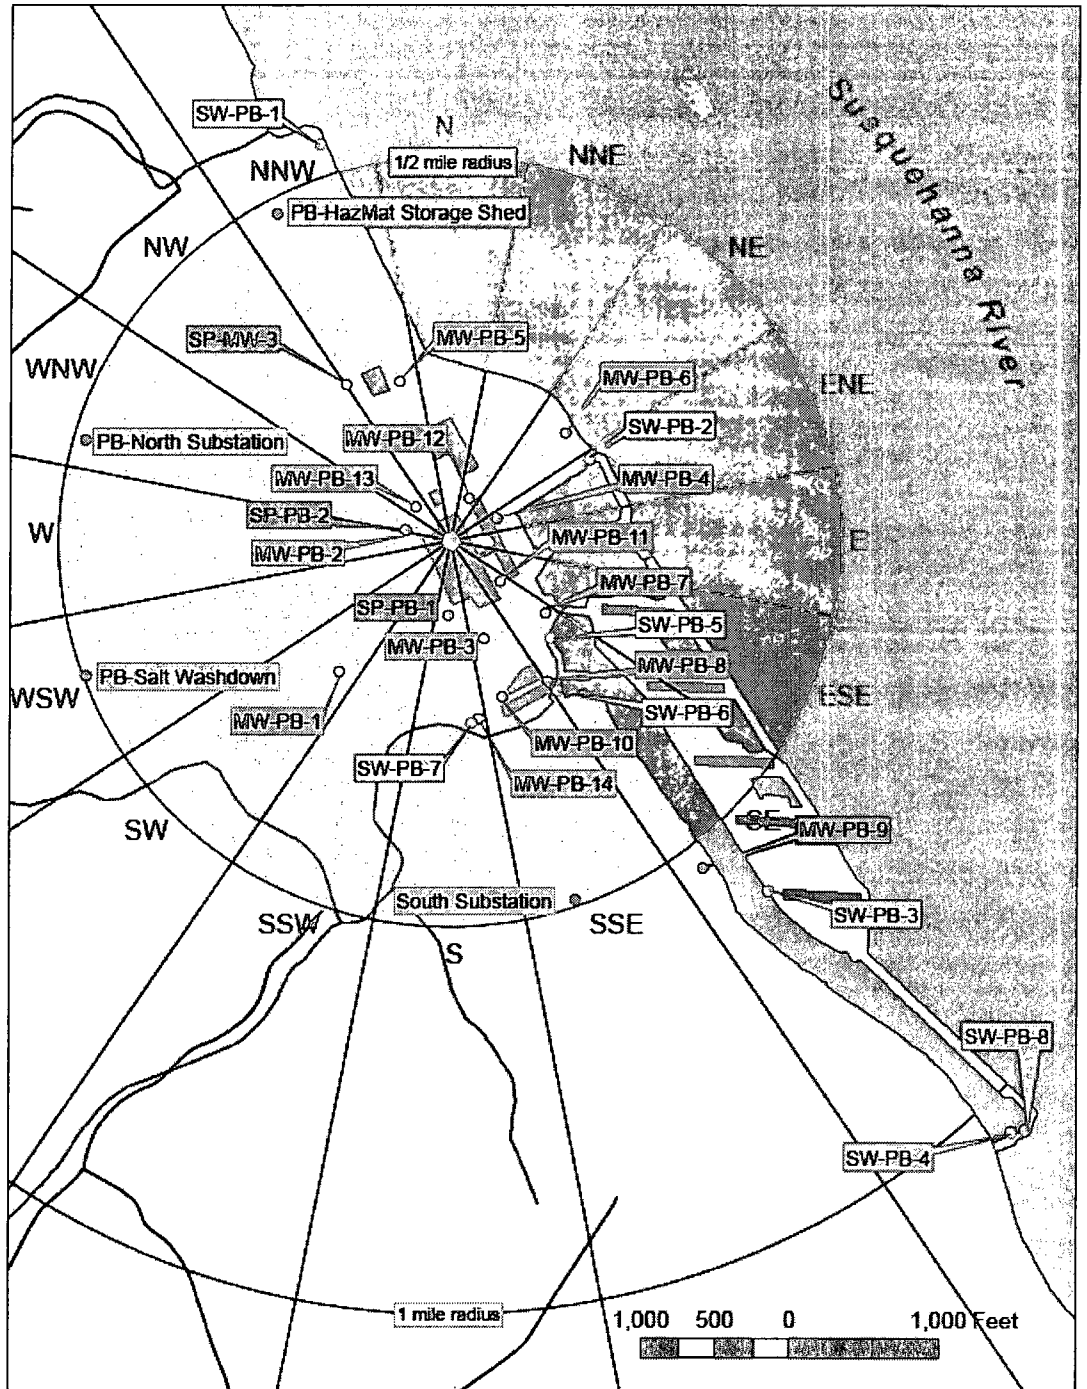 SW-PB-1
N
NNW
1/2 mile radius
NNE
Susquehanna River
PB-HazMat Storage Shed
NW
NE
SP-MW-3
MW-PB-5
WNW
MW-PB-6
ENE
SW-PB-2
PB-North Substation
MW-PB-12
MW-PB-13
MW-PB-4
SP-PB-2
W
MW-PB-2
MW-PB-11
E
MW-PB-7
SP-PB-1
SW-PB-5
MW-PB-3
MW-PB-8
PB-Salt Washdown
WSW
ESE
SW-PB-6
MW-PB-1
MW-PB-10
SW-PB-7
MW-PB-14
SW
SE
MW-PB-9
South Substation
SW-PB-3
SSW
SSE
S
SW-PB-8
SW-PB-4
1 mile radius
1,000 500 0 1,000 Feet